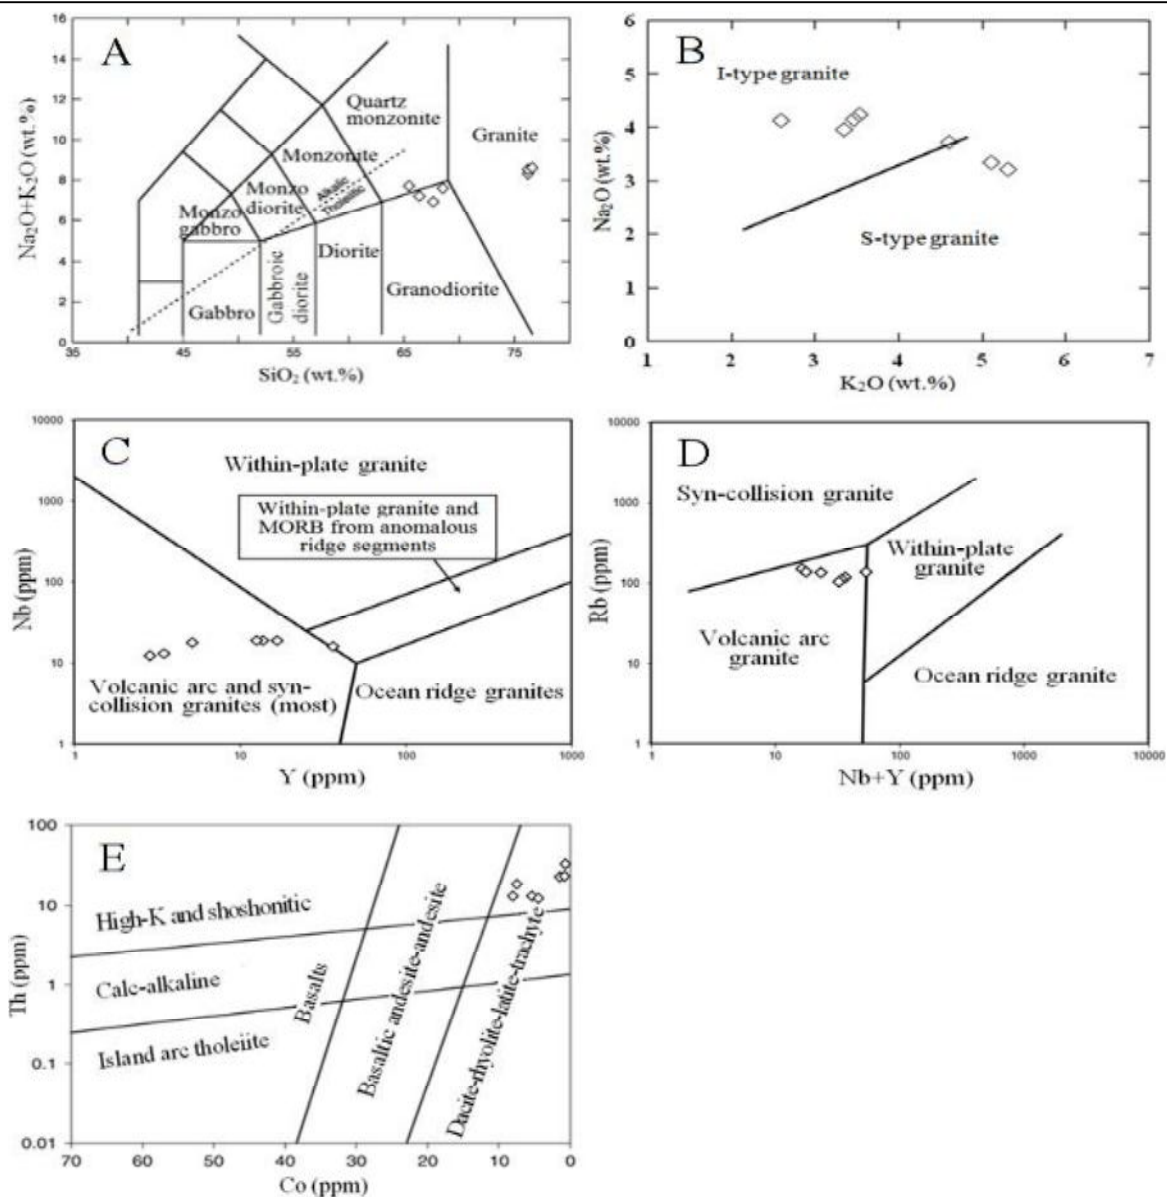 A
16
14
12
10
8
6
4
2
0
Na₂O+K₂O (wt.%)
35
45
55
65
75
SiO₂ (wt.%)
Quartz
monzonite
Granite
Monzonite
Alkalic
Tholeiitic
Monzo
diorite
Monzo
gabbro
Gabbro
Gabbroic
diorite
Diorite
Granodiorite
B
6
5
4
3
2
1
0
Na₂O (wt.%)
1
2
3
4
5
6
7
K₂O (wt.%)
I-type granite
S-type granite
C
10000
1000
100
10
1
Nb (ppm)
1
10
100
1000
Y (ppm)
Within-plate granite
Within-plate granite and
MORB from anomalous
ridge segments
Volcanic arc and syn-
collision granites (most)
Ocean ridge granites
D
10000
1000
100
10
1
Rb (ppm)
1
10
100
1000
10000
Nb+Y (ppm)
Syn-collision granite
Within-plate
granite
Volcanic arc
granite
Ocean ridge granite
E
100
10
1
0.1
0.01
Th (ppm)
70
60
50
40
30
20
10
0
Co (ppm)
High-K and shoshonitic
Calc-alkaline
Island arc tholeiite
Basalts
Basaltic andesite-andesite
Dacite-rhyolite-latite-trachyte